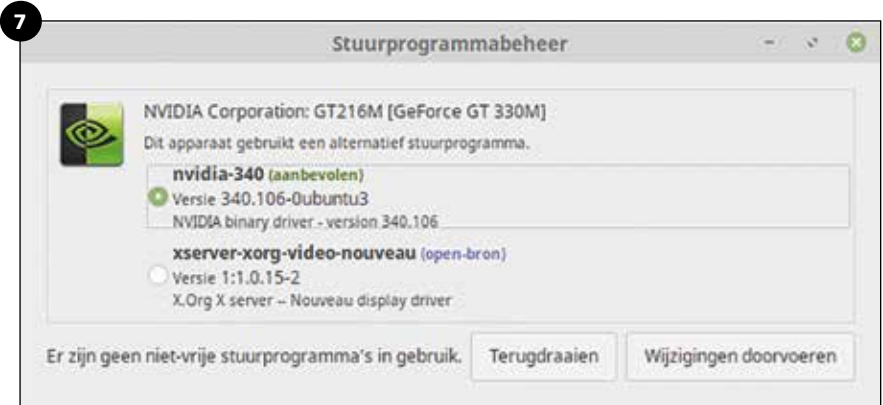 7
Stuurprogrammabeheer
NVIDIA Corporation: GT216M [GeForce GT 330M]
Dit apparaat gebruikt een alternatief stuurprogramma.
nvidia-340 (aanbevolen)
Versie 340.106-0ubuntu3
NVIDIA binary driver - version 340.106
xserver-xorg-video-nouveau (open-bron)
Versie 1:1.0.15-2
X.Org X server – Nouveau display driver
Er zijn geen niet-vrije stuurprogramma's in gebruik. Terugdraaien Wijzigingen doorvoeren